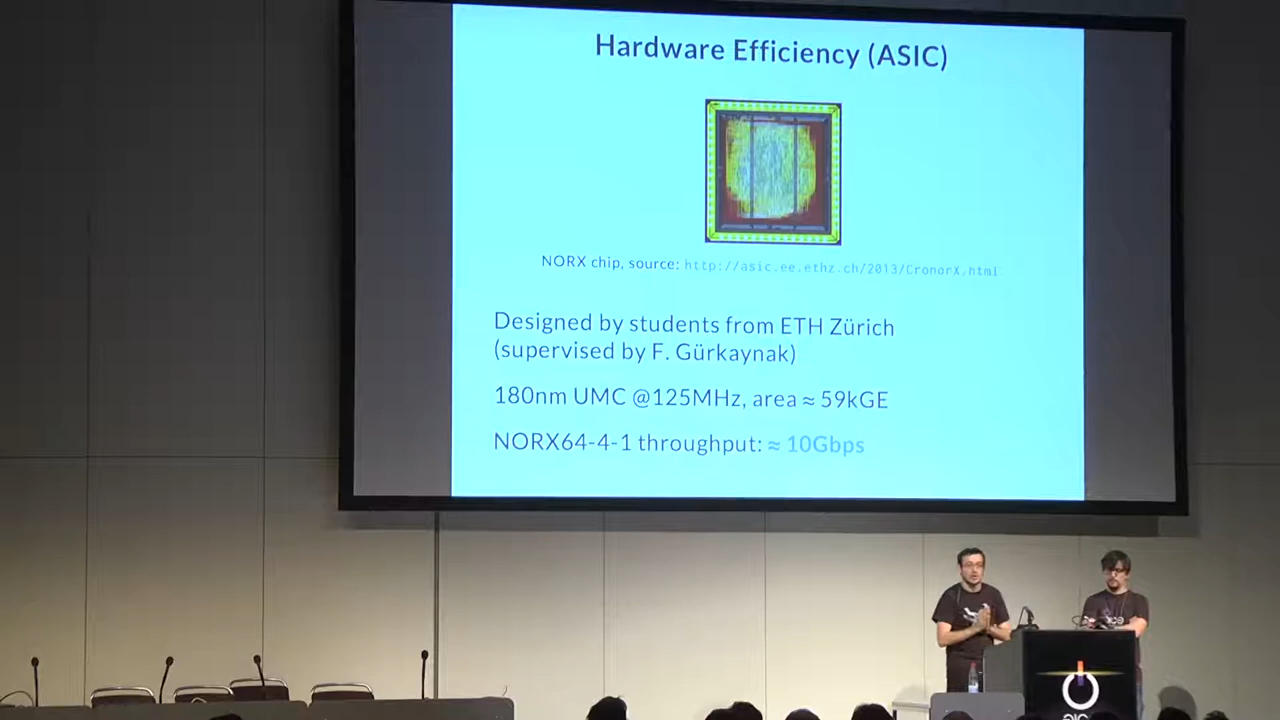 Hardware Efficiency (ASIC)
NORX chip, source: http://asic.ee.ethz.ch/2013/CronorX.html
Designed by students from ETH Zürich
(supervised by F. Gürkaynak)
180nm UMC @125MHz, area ≈ 59kGE
NORX64-4-1 throughput: ≈ 10Gbps